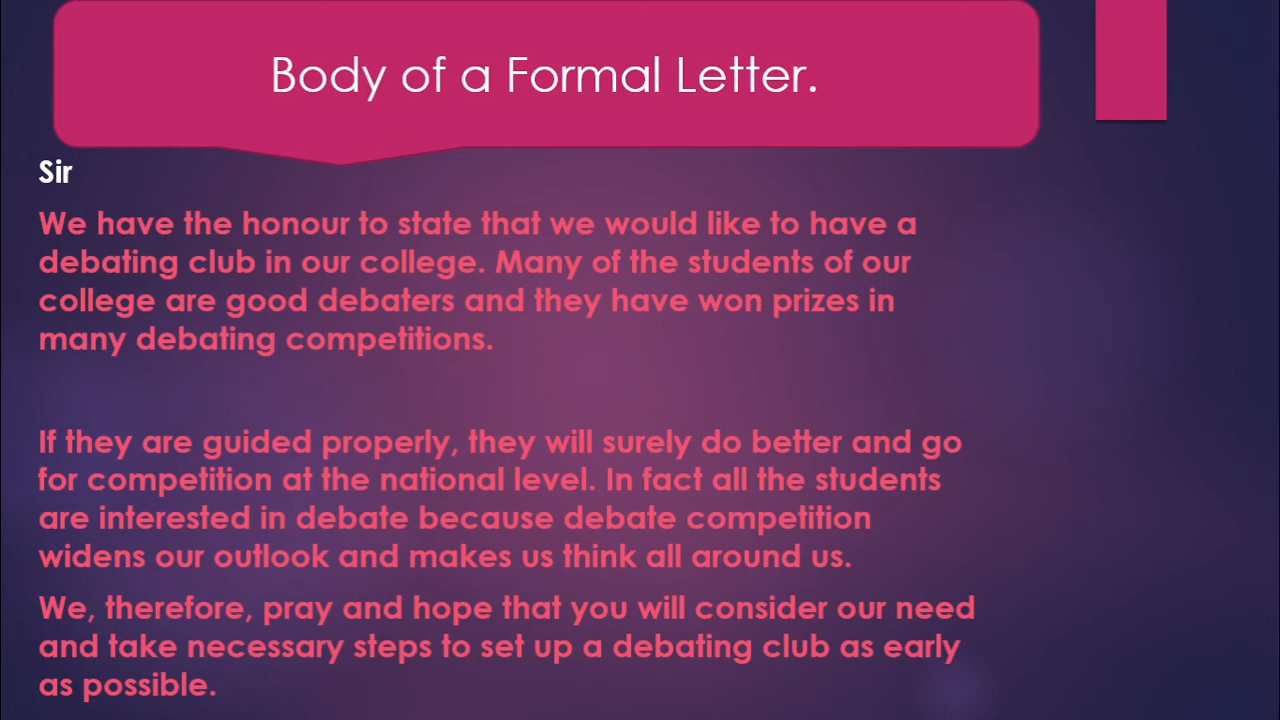 Body of a Formal Letter.
Sir
We have the honour to state that we would like to have a
debating club in our college. Many of the students of our
college are good debaters and they have won prizes in
many debating competitions.
If they are guided properly, they will surely do better and go
for competition at the national level. In fact all the students
are interested in debate because debate competition
widens our outlook and makes us think all around us.
We, therefore, pray and hope that you will consider our need
and take necessary steps to set up a debating club as early
as possible.